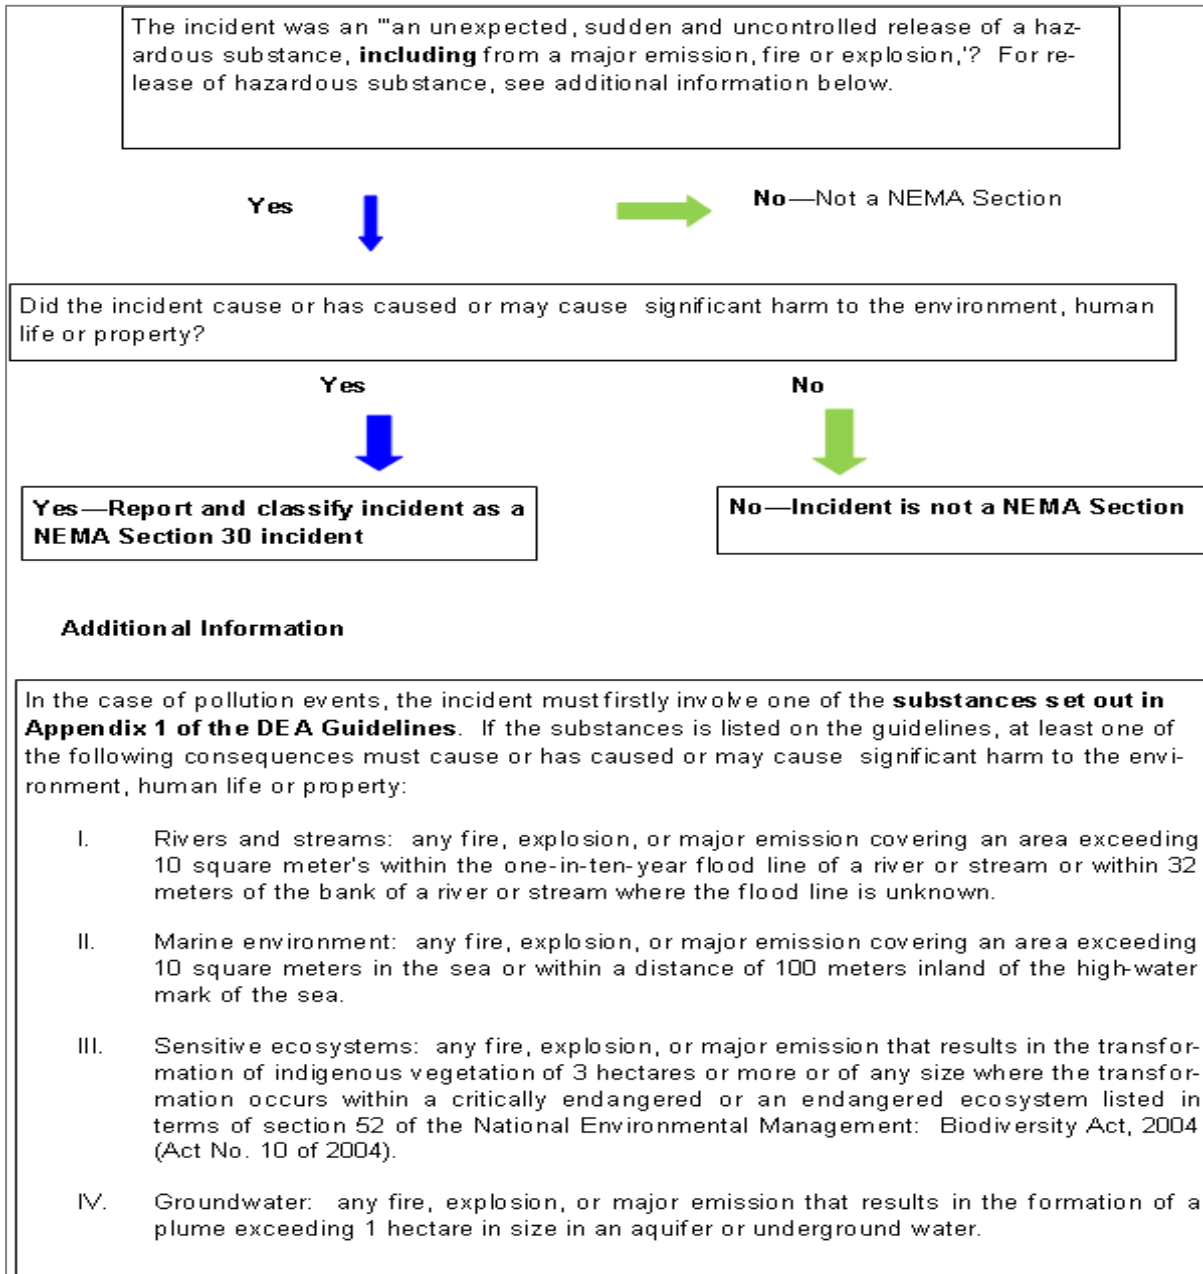 The incident was an "'an unexpected, sudden and uncontrolled release of a haz-
ardous substance, including from a major emission, fire or explosion,'? For re-
lease of hazardous substance, see additional information below.
Yes
No—Not a NEMA Section
Did the incident cause or has caused or may cause significant harm to the environment, human
life or property?
Yes
No
Yes—Report and classify incident as a
NEMA Section 30 incident
No—Incident is not a NEMA Section
Additional Information
In the case of pollution events, the incident must firstly involve one of the substances set out in
Appendix 1 of the DEA Guidelines. If the substances is listed on the guidelines, at least one of
the following consequences must cause or has caused or may cause significant harm to the envi-
ronment, human life or property:
I. Rivers and streams: any fire, explosion, or major emission covering an area exceeding
10 square meter's within the one-in-ten-year flood line of a river or stream or within 32
meters of the bank of a river or stream where the flood line is unknown.
II. Marine environment: any fire, explosion, or major emission covering an area exceeding
10 square meters in the sea or within a distance of 100 meters inland of the high-water
mark of the sea.
III. Sensitive ecosystems: any fire, explosion, or major emission that results in the transfor-
mation of indigenous vegetation of 3 hectares or more or of any size where the transfor-
mation occurs within a critically endangered or an endangered ecosystem listed in
terms of section 52 of the National Environmental Management: Biodiversity Act, 2004
(Act No. 10 of 2004).
IV. Groundwater: any fire, explosion, or major emission that results in the formation of a
plume exceeding 1 hectare in size in an aquifer or underground water.